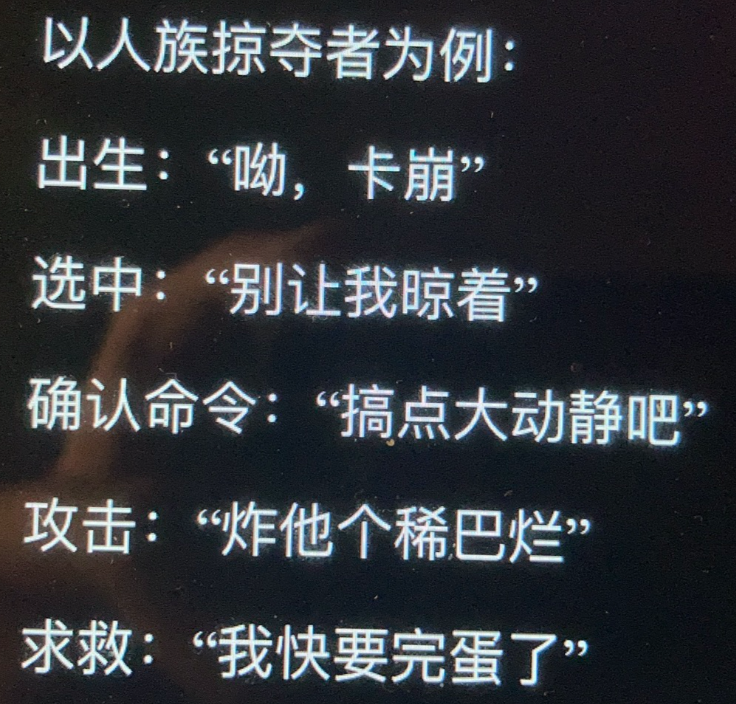 以人族掠夺者为例：
出生：“呦， 卡崩”
选中：“别让我晾着”
确认命令：“搞点大动静吧”
攻击：“炸他个稀巴烂”
求救：“我快要完蛋了”